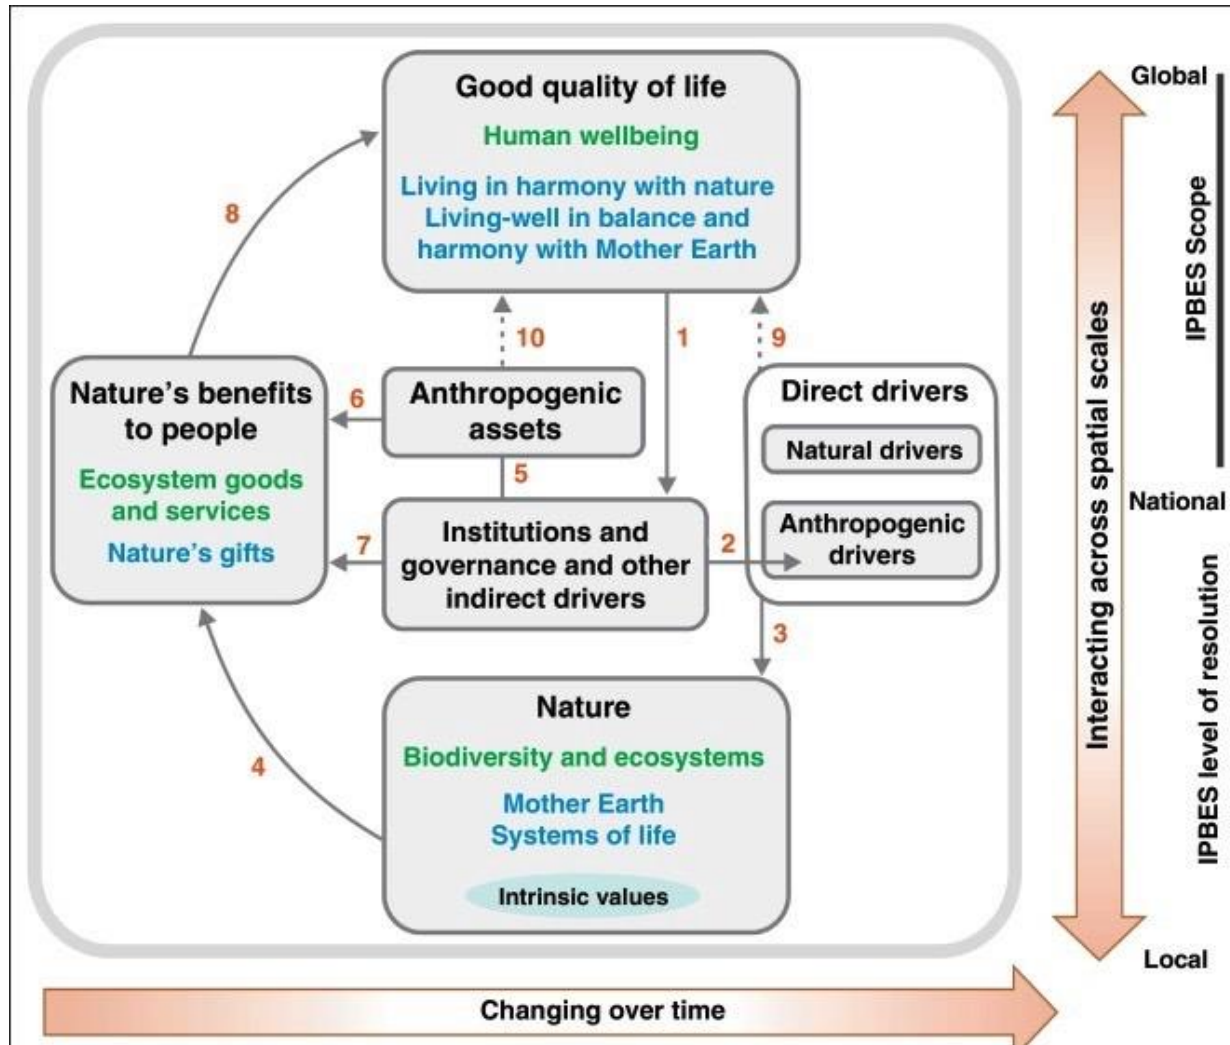 Good quality of life
Human wellbeing
Living in harmony with nature
Living-well in balance and
harmony with Mother Earth
8
10
1
9
Nature's benefits
to people
Ecosystem goods
and services
Nature's gifts
6
Anthropogenic
assets
5
7
Institutions and
governance and other
indirect drivers
2
Direct drivers
Natural drivers
Anthropogenic
drivers
3
4
Nature
Biodiversity and ecosystems
Mother Earth
Systems of life
Intrinsic values
Changing over time
Interacting across spatial scales
Global
IPBES Scope
National
IPBES level of resolution
Local